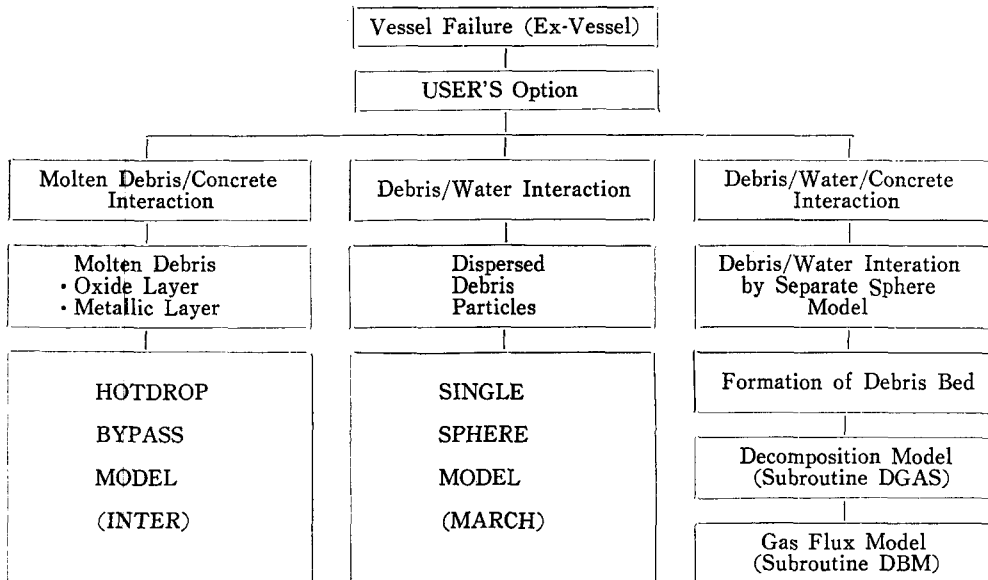 Vessel Failure (Ex-Vessel)
USER'S Option
Molten Debris/Concrete
Interaction
Debris/Water Interaction
Debris/Water/Concrete
Interaction
Molten Debris
· Oxide Layer
· Metallic Layer
Dispersed
Debris
Particles
Debris/Water Interation
by Separate Sphere
Model
HOTDROP
BYPASS
MODEL
(INTER)
SINGLE
SPHERE
MODEL
(MARCH)
Formation of Debris Bed
Decomposition Model
(Subroutine DGAS)
Gas Flux Model
(Subroutine DBM)